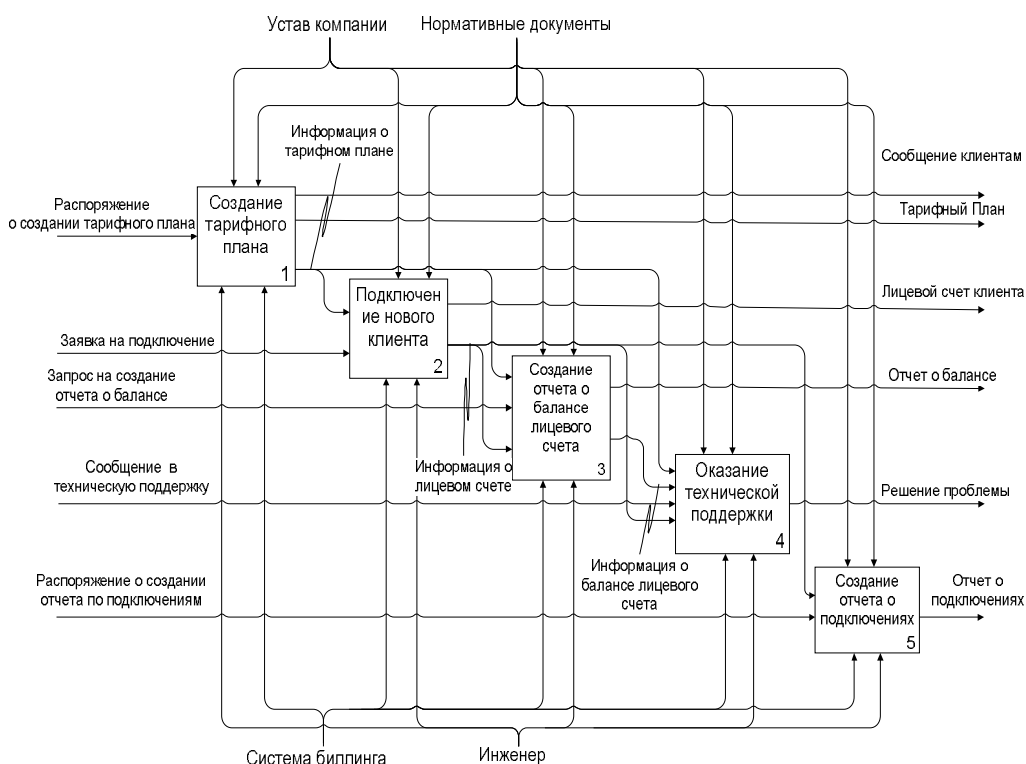 Устав компании
Нормативные документы
Информация о
тарифном плане
Сообщение клиентам
Распоряжение
о создании тарифного плана
Создание
тарифного
плана
1
Тарифный План
Подключен
ие нового
клиента
2
Лицевой счет клиента
Заявка на подключение
Запрос на создание
отчета о балансе
Создание
отчета о
балансе
лицевого
счета
3
Отчет о балансе
Информация о
лицевом счете
Сообщение в
техническую поддержку
Оказание
технической
поддержки
4
Решение проблемы
Информация о
балансе лицевого
счета
Распоряжение о создании
отчета по подключениям
Создание
отчета о
подключениях
5
Отчет о
подключениях
Система биллинга
Инженер